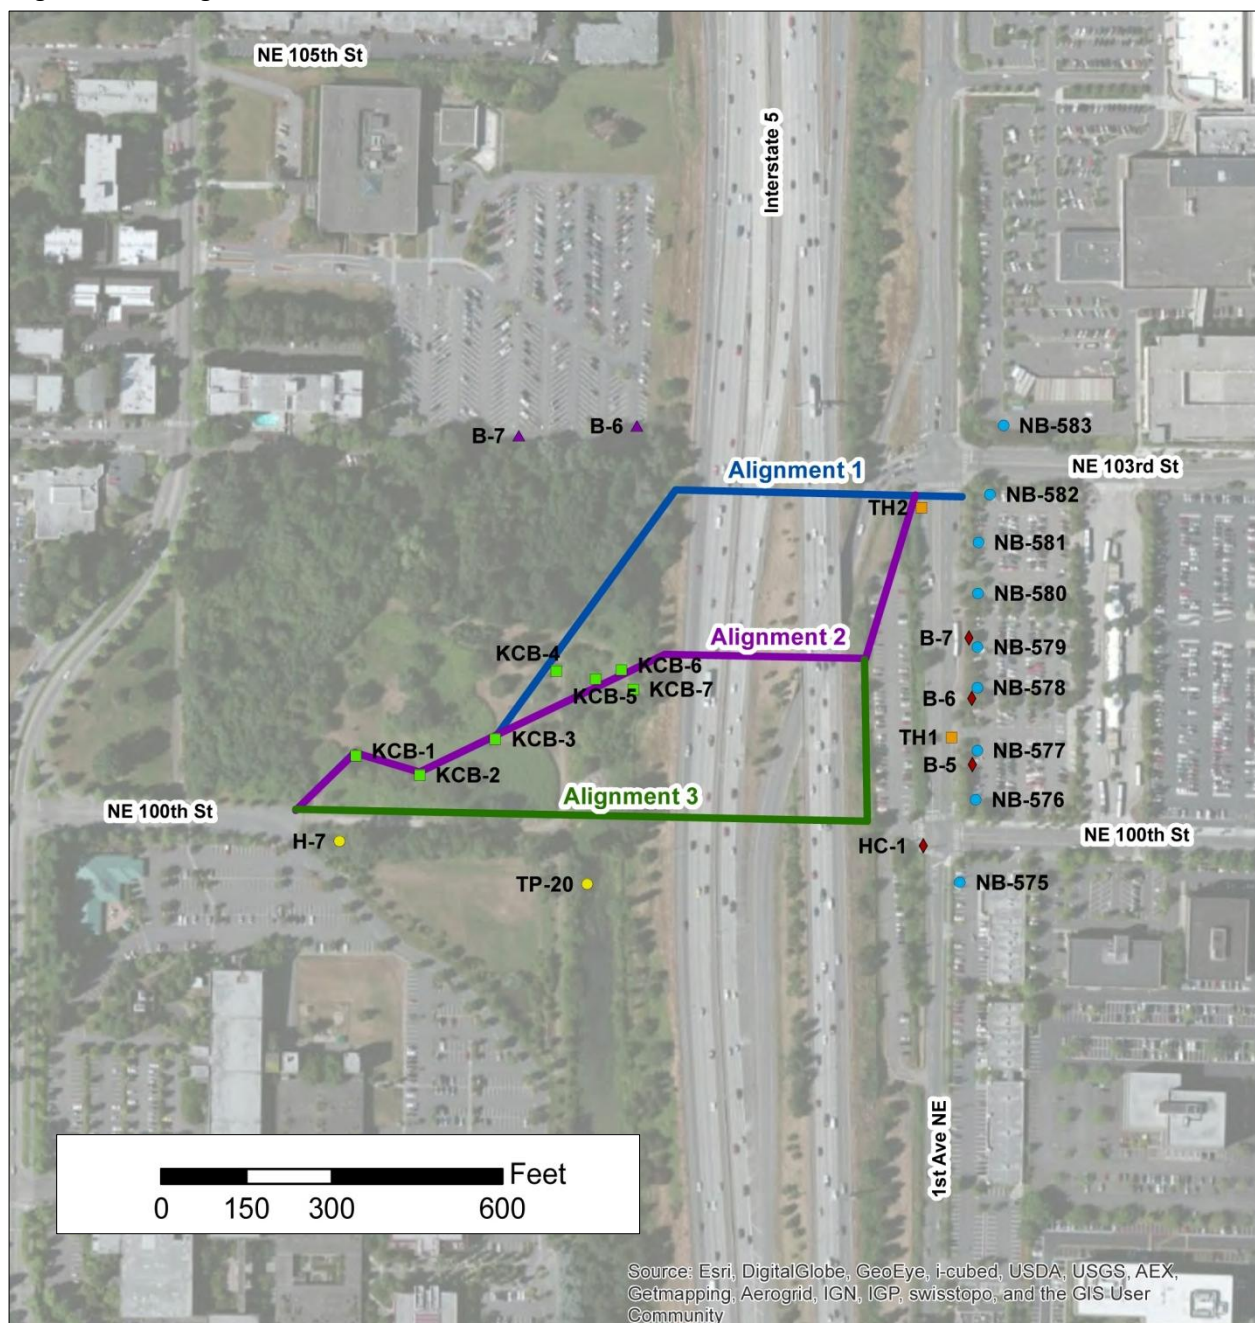 NE 105th St
Interstate 5
B-7
B-6
NB-583
Alignment 1
NE 103rd St
TH2
NB-582
NB-581
NB-580
B-7
NB-579
Alignment 2
KCB-4
KCB-6
KCB-5
KCB-7
NB-578
B-6
KCB-3
TH1
NB-577
KCB-1
B-5
KCB-2
Alignment 3
NB-576
NE 100th St
H-7
HC-1
NE 100th St
TP-20
NB-575
1st Ave NE
Feet
0 150 300 600
Source: Esri, DigitalGlobe, GeoEye, i-cubed, USDA, USGS, AEX,
Getmapping, Aerogrid, IGN, IGP, swisstopo, and the GIS User
Community